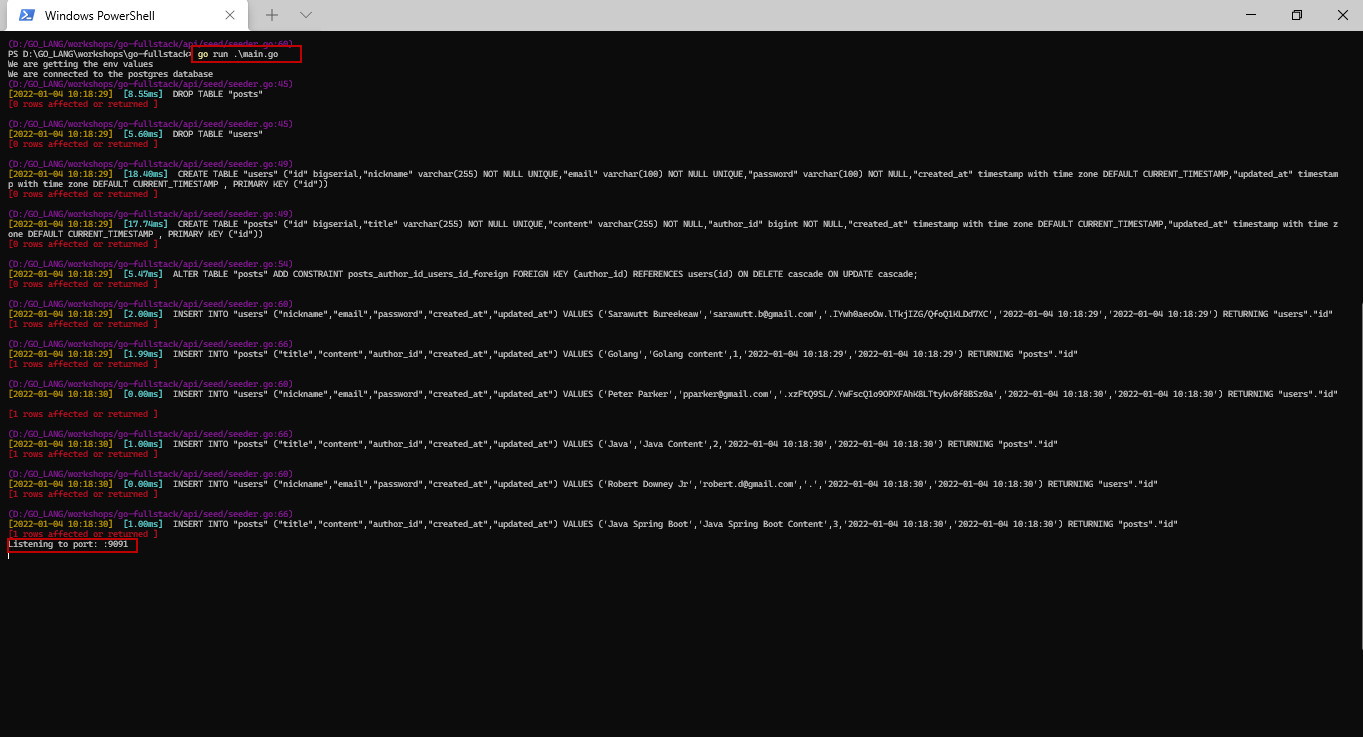 Windows PowerShell
(D:/GO_LANG/workshops/go-fullstack/api/seed/seeder.go:60)
PS D:\GO_LANG\workshops\go-fullstack> go run .\main.go
We are getting the env values
We are connected to the postgres database
(D:/GO_LANG/workshops/go-fullstack/api/seed/seeder.go:45)
[2022-01-04 10:18:29]  [8.55ms]  DROP TABLE "posts"
[0 rows affected or returned ]
(D:/GO_LANG/workshops/go-fullstack/api/seed/seeder.go:45)
[2022-01-04 10:18:29]  [5.60ms]  DROP TABLE "users"
[0 rows affected or returned ]
(D:/GO_LANG/workshops/go-fullstack/api/seed/seeder.go:49)
[2022-01-04 10:18:29]  [18.40ms]  CREATE TABLE "users" ("id" bigserial,"nickname" varchar(255) NOT NULL UNIQUE,"email" varchar(100) NOT NULL UNIQUE,"password" varchar(100) NOT NULL,"created_at" timestamp with time zone DEFAULT CURRENT_TIMESTAMP,"updated_at" timestam
p with time zone DEFAULT CURRENT_TIMESTAMP , PRIMARY KEY ("id"))
[0 rows affected or returned ]
(D:/GO_LANG/workshops/go-fullstack/api/seed/seeder.go:49)
[2022-01-04 10:18:29]  [17.74ms]  CREATE TABLE "posts" ("id" bigserial,"title" varchar(255) NOT NULL UNIQUE,"content" varchar(255) NOT NULL,"author_id" bigint NOT NULL,"created_at" timestamp with time zone DEFAULT CURRENT_TIMESTAMP,"updated_at" timestamp with time z
one DEFAULT CURRENT_TIMESTAMP , PRIMARY KEY ("id"))
[0 rows affected or returned ]
(D:/GO_LANG/workshops/go-fullstack/api/seed/seeder.go:54)
[2022-01-04 10:18:29]  [5.47ms]  ALTER TABLE "posts" ADD CONSTRAINT posts_author_id_users_id_foreign FOREIGN KEY (author_id) REFERENCES users(id) ON DELETE cascade ON UPDATE cascade;
[0 rows affected or returned ]
(D:/GO_LANG/workshops/go-fullstack/api/seed/seeder.go:60)
[2022-01-04 10:18:29]  [2.00ms]  INSERT INTO "users" ("nickname","email","password","created_at","updated_at") VALUES ('Sarawutt Bureekeaw','sarawutt.b@gmail.com','.IYwh0aeoOw.lTkjIZG/QfoQ1KLDd7XC','2022-01-04 10:18:29','2022-01-04 10:18:29') RETURNING "users"."id"
[1 rows affected or returned ]
(D:/GO_LANG/workshops/go-fullstack/api/seed/seeder.go:66)
[2022-01-04 10:18:29]  [1.99ms]  INSERT INTO "posts" ("title","content","author_id","created_at","updated_at") VALUES ('Golang','Golang content',1,'2022-01-04 10:18:29','2022-01-04 10:18:29') RETURNING "posts"."id"
[1 rows affected or returned ]
(D:/GO_LANG/workshops/go-fullstack/api/seed/seeder.go:60)
[2022-01-04 10:18:30]  [0.00ms]  INSERT INTO "users" ("nickname","email","password","created_at","updated_at") VALUES ('Peter Parker','pparker@gmail.com','.xzFtQ9SL/.YwFscQ1o9OPXFAhK8LTtykv8f8BSz0a','2022-01-04 10:18:30','2022-01-04 10:18:30') RETURNING "users"."id"
[1 rows affected or returned ]
(D:/GO_LANG/workshops/go-fullstack/api/seed/seeder.go:66)
[2022-01-04 10:18:30]  [1.00ms]  INSERT INTO "posts" ("title","content","author_id","created_at","updated_at") VALUES ('Java','Java Content',2,'2022-01-04 10:18:30','2022-01-04 10:18:30') RETURNING "posts"."id"
[1 rows affected or returned ]
(D:/GO_LANG/workshops/go-fullstack/api/seed/seeder.go:60)
[2022-01-04 10:18:30]  [0.00ms]  INSERT INTO "users" ("nickname","email","password","created_at","updated_at") VALUES ('Robert Downey Jr','robert.d@gmail.com','.','2022-01-04 10:18:30','2022-01-04 10:18:30') RETURNING "users"."id"
[1 rows affected or returned ]
(D:/GO_LANG/workshops/go-fullstack/api/seed/seeder.go:66)
[2022-01-04 10:18:30]  [1.00ms]  INSERT INTO "posts" ("title","content","author_id","created_at","updated_at") VALUES ('Java Spring Boot','Java Spring Boot Content',3,'2022-01-04 10:18:30','2022-01-04 10:18:30') RETURNING "posts"."id"
[1 rows affected or returned ]
Listening to port: :9091